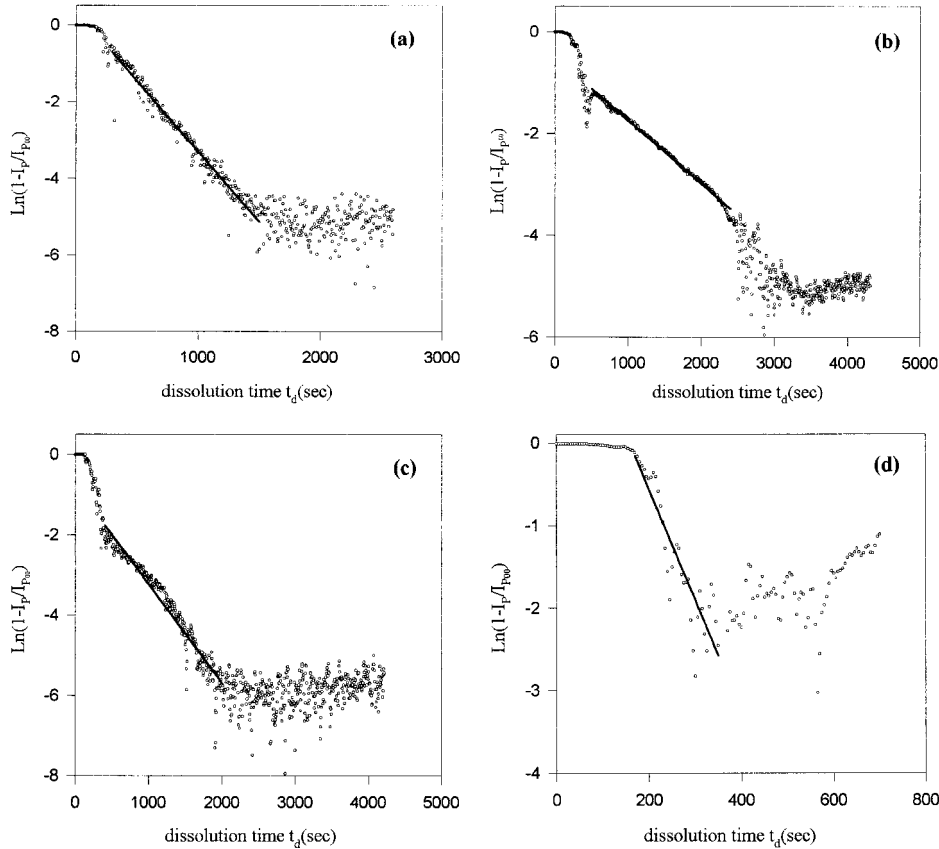 (a)
0
-2
-4
-6
-8
Ln(1-I_p/I_p00)
0 1000 2000 3000
dissolution time t_d(sec)
(b)
0
-2
-4
-6
Ln(1-I_p/I_p
0 1000 2000 3000 4000 5000
dissolution time t_d(sec)
(c)
0
-2
-4
-6
-8
Ln(1-I_p/I_p00)
0 1000 2000 3000 4000 5000
dissolution time t_d(sec)
(d)
0
-1
-2
-3
-4
Ln(1-I_p/I_p00)
0 200 400 600 800
dissolution time t_d(sec)